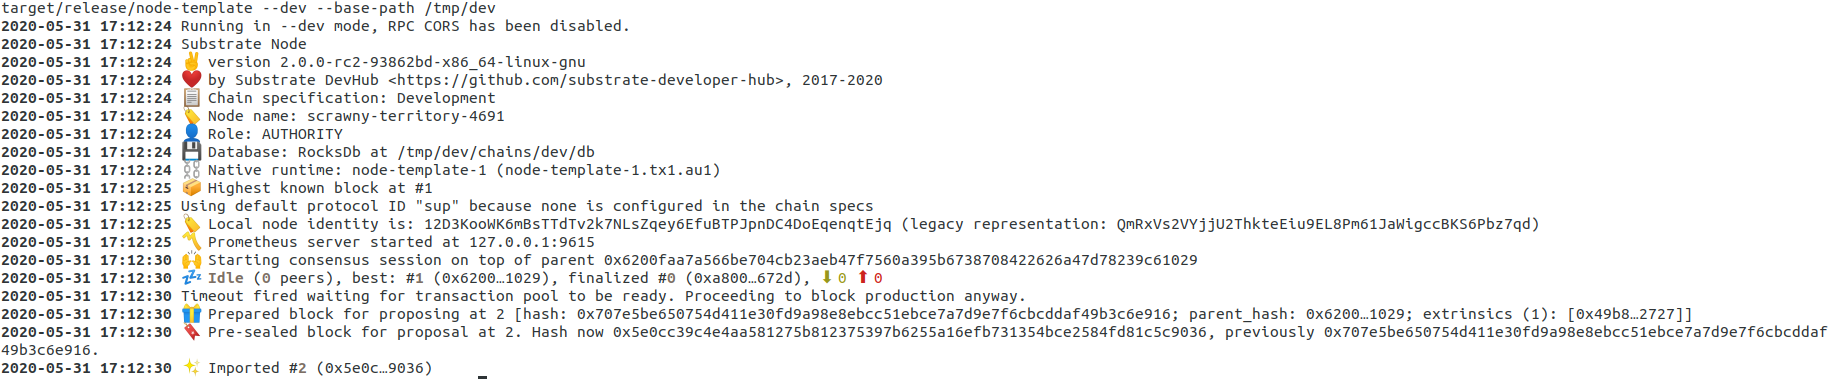 target/release/node-template --dev --base-path /tmp/dev
2020-05-31 17:12:24 Running in --dev mode, RPC CORS has been disabled.
2020-05-31 17:12:24 Substrate Node
2020-05-31 17:12:24 ✌️ version 2.0.0-rc2-93862bd-x86_64-linux-gnu
2020-05-31 17:12:24 ❤️ by Substrate DevHub <https://github.com/substrate-developer-hub>, 2017-2020
2020-05-31 17:12:24 📋 Chain specification: Development
2020-05-31 17:12:24 🏷 Node name: scrawny-territory-4691
2020-05-31 17:12:24 👤 Role: AUTHORITY
2020-05-31 17:12:24 💾 Database: RocksDb at /tmp/dev/chains/dev/db
2020-05-31 17:12:24 ⛓ Native runtime: node-template-1 (node-template-1.tx1.au1)
2020-05-31 17:12:25 📦 Highest known block at #1
2020-05-31 17:12:25 Using default protocol ID "sup" because none is configured in the chain specs
2020-05-31 17:12:25 🏷 Local node identity is: 12D3KooWK6mBsTTdTv2k7NLsZqey6EfuBTPJpnDC4DoEqenqtEjq (legacy representation: QmRxVs2VYjjU2ThkteEiu9EL8Pm61JaWigccBKS6Pbz7qd)
2020-05-31 17:12:25 〽️ Prometheus server started at 127.0.0.1:9615
2020-05-31 17:12:30 🙌 Starting consensus session on top of parent 0x6200faa7a566be704cb23aeb47f7560a395b6738708422626a47d78239c61029
2020-05-31 17:12:30 💤 Idle (0 peers), best: #1 (0x6200…1029), finalized #0 (0xa800…672d), ⬇ 0 ⬆ 0
2020-05-31 17:12:30 Timeout fired waiting for transaction pool to be ready. Proceeding to block production anyway.
2020-05-31 17:12:30 🎁 Prepared block for proposing at 2 [hash: 0x707e5be650754d411e30fd9a98e8ebcc51ebce7a7d9e7f6cbcddaf49b3c6e916; parent_hash: 0x6200…1029; extrinsics (1): [0x49b8…2727]]
2020-05-31 17:12:30 🔖 Pre-sealed block for proposal at 2. Hash now 0x5e0cc39c4e4aa581275b812375397b6255a16efb731354bce2584fd81c5c9036, previously 0x707e5be650754d411e30fd9a98e8ebcc51ebce7a7d9e7f6cbcddaf
49b3c6e916.
2020-05-31 17:12:30 ✨ Imported #2 (0x5e0c…9036)